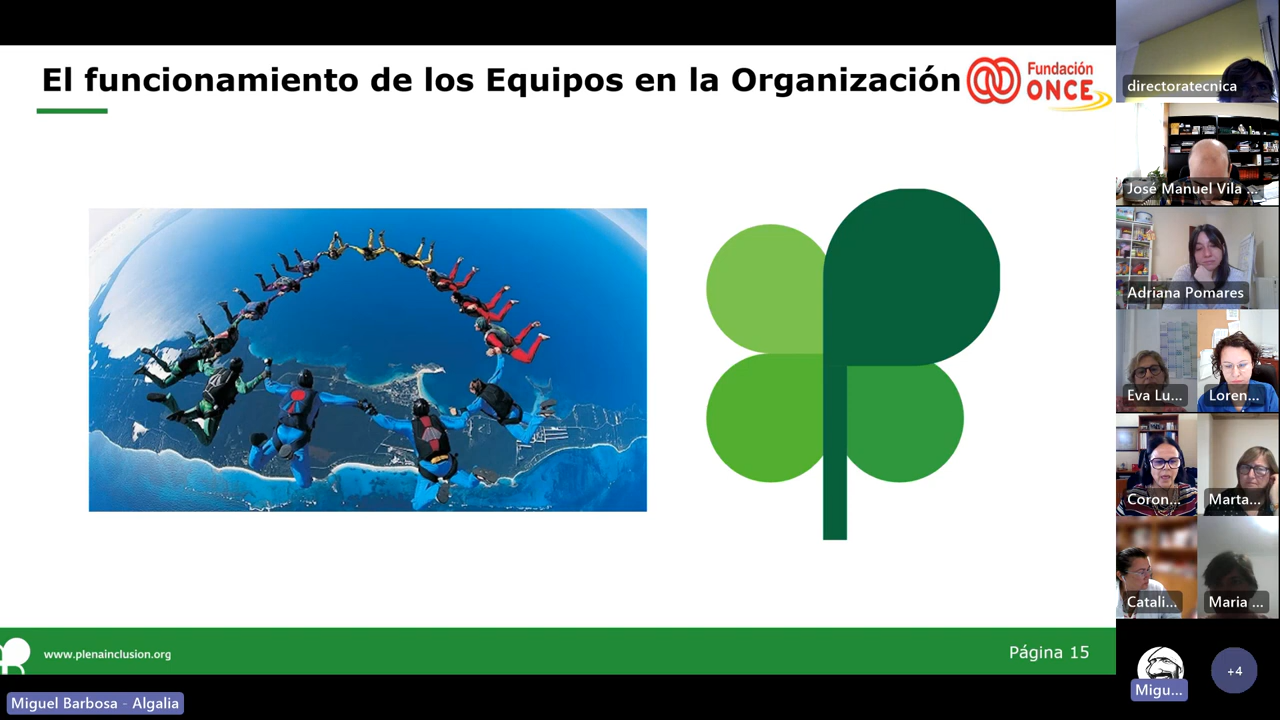 El funcionamiento de los Equipos en la Organización
Fundación
ONCE
www.plenainclusion.org
Página 15
Miguel Barbosa - Algalia
directoratecnica
José Manuel Vila ...
Adriana Pomares
Eva Lu...
Loren...
Coron...
Marta...
Catali...
Maria ...
Migu...
+4